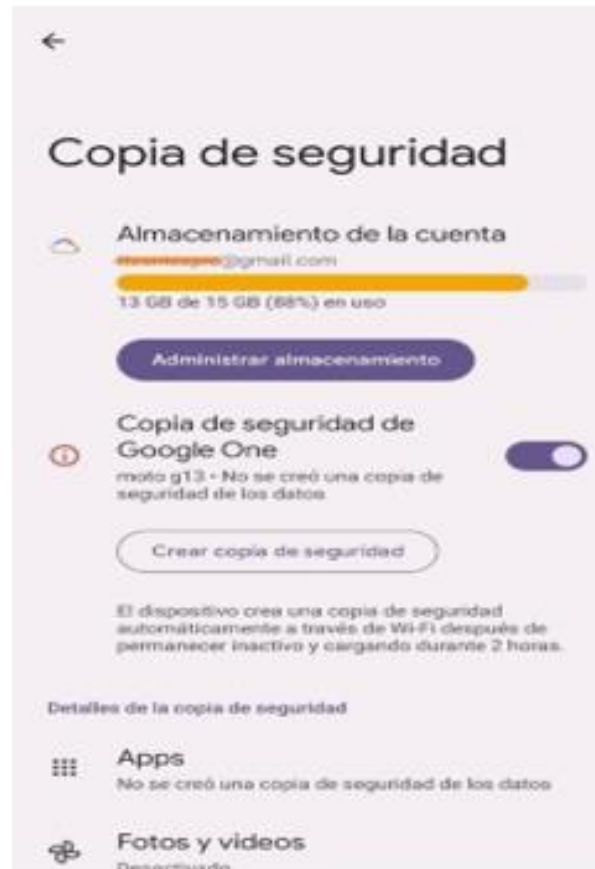 Copia de seguridad
Almacenamiento de la cuenta
@gmail.com
13 GB de 15 GB (88%) en uso
Administrar almacenamiento
Copia de seguridad de
Google One
moto g13 • No se creó una copia de
seguridad de los datos
Crear copia de seguridad
El dispositivo crea una copia de seguridad
automáticamente a través de Wi-Fi después de
permanecer inactivo y cargando durante 2 horas.
Detalles de la copia de seguridad
Apps
No se creó una copia de seguridad de los datos
Fotos y videos
Desactivado